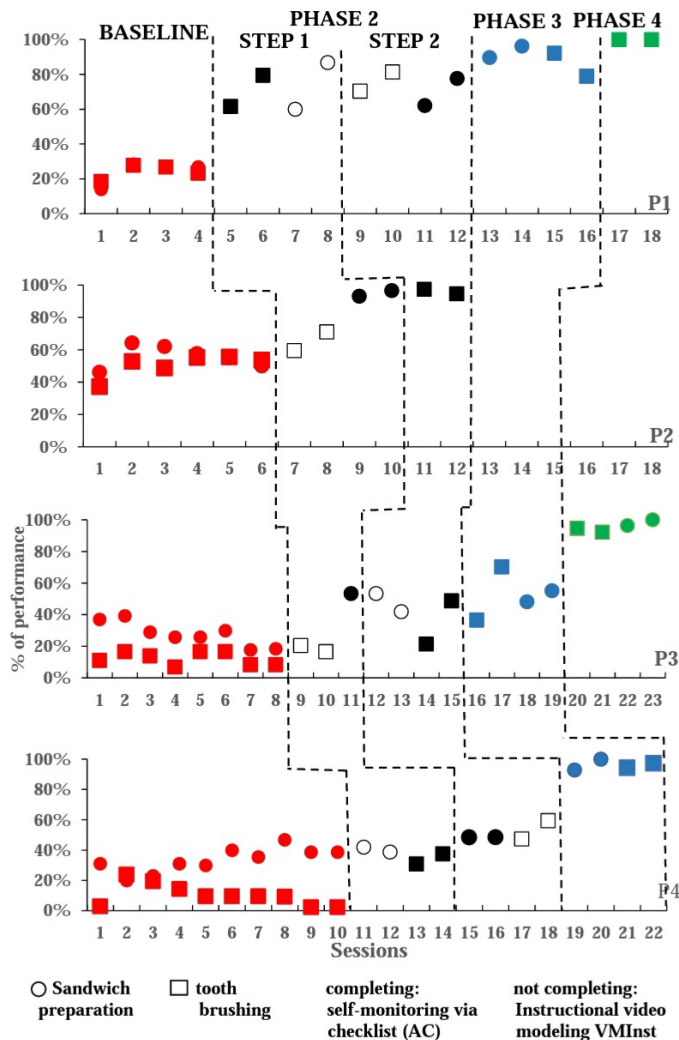 PHASE 2
PHASE 3
PHASE 4
BASELINE
STEP 1
STEP 2
100%
80%
60%
40%
20%
0%
P1
1 2 3 4 5 6 7 8 9 10 11 12 13 14 15 16 17 18
100%
80%
60%
40%
20%
0%
P2
1 2 3 4 5 6 7 8 9 10 11 12 13 14 15 16 17 18
% of performance
100%
80%
60%
40%
20%
0%
P3
1 2 3 4 5 6 7 8 9 10 11 12 13 14 15 16 17 18 19 20 21 22 23
100%
80%
60%
40%
20%
0%
P4
1 2 3 4 5 6 7 8 9 10 11 12 13 14 15 16 17 18 19 20 21 22
Sessions
Sandwich
preparation
tooth
brushing
completing:
self-monitoring via
checklist (AC)
not completing:
Instructional video
modeling VMInst